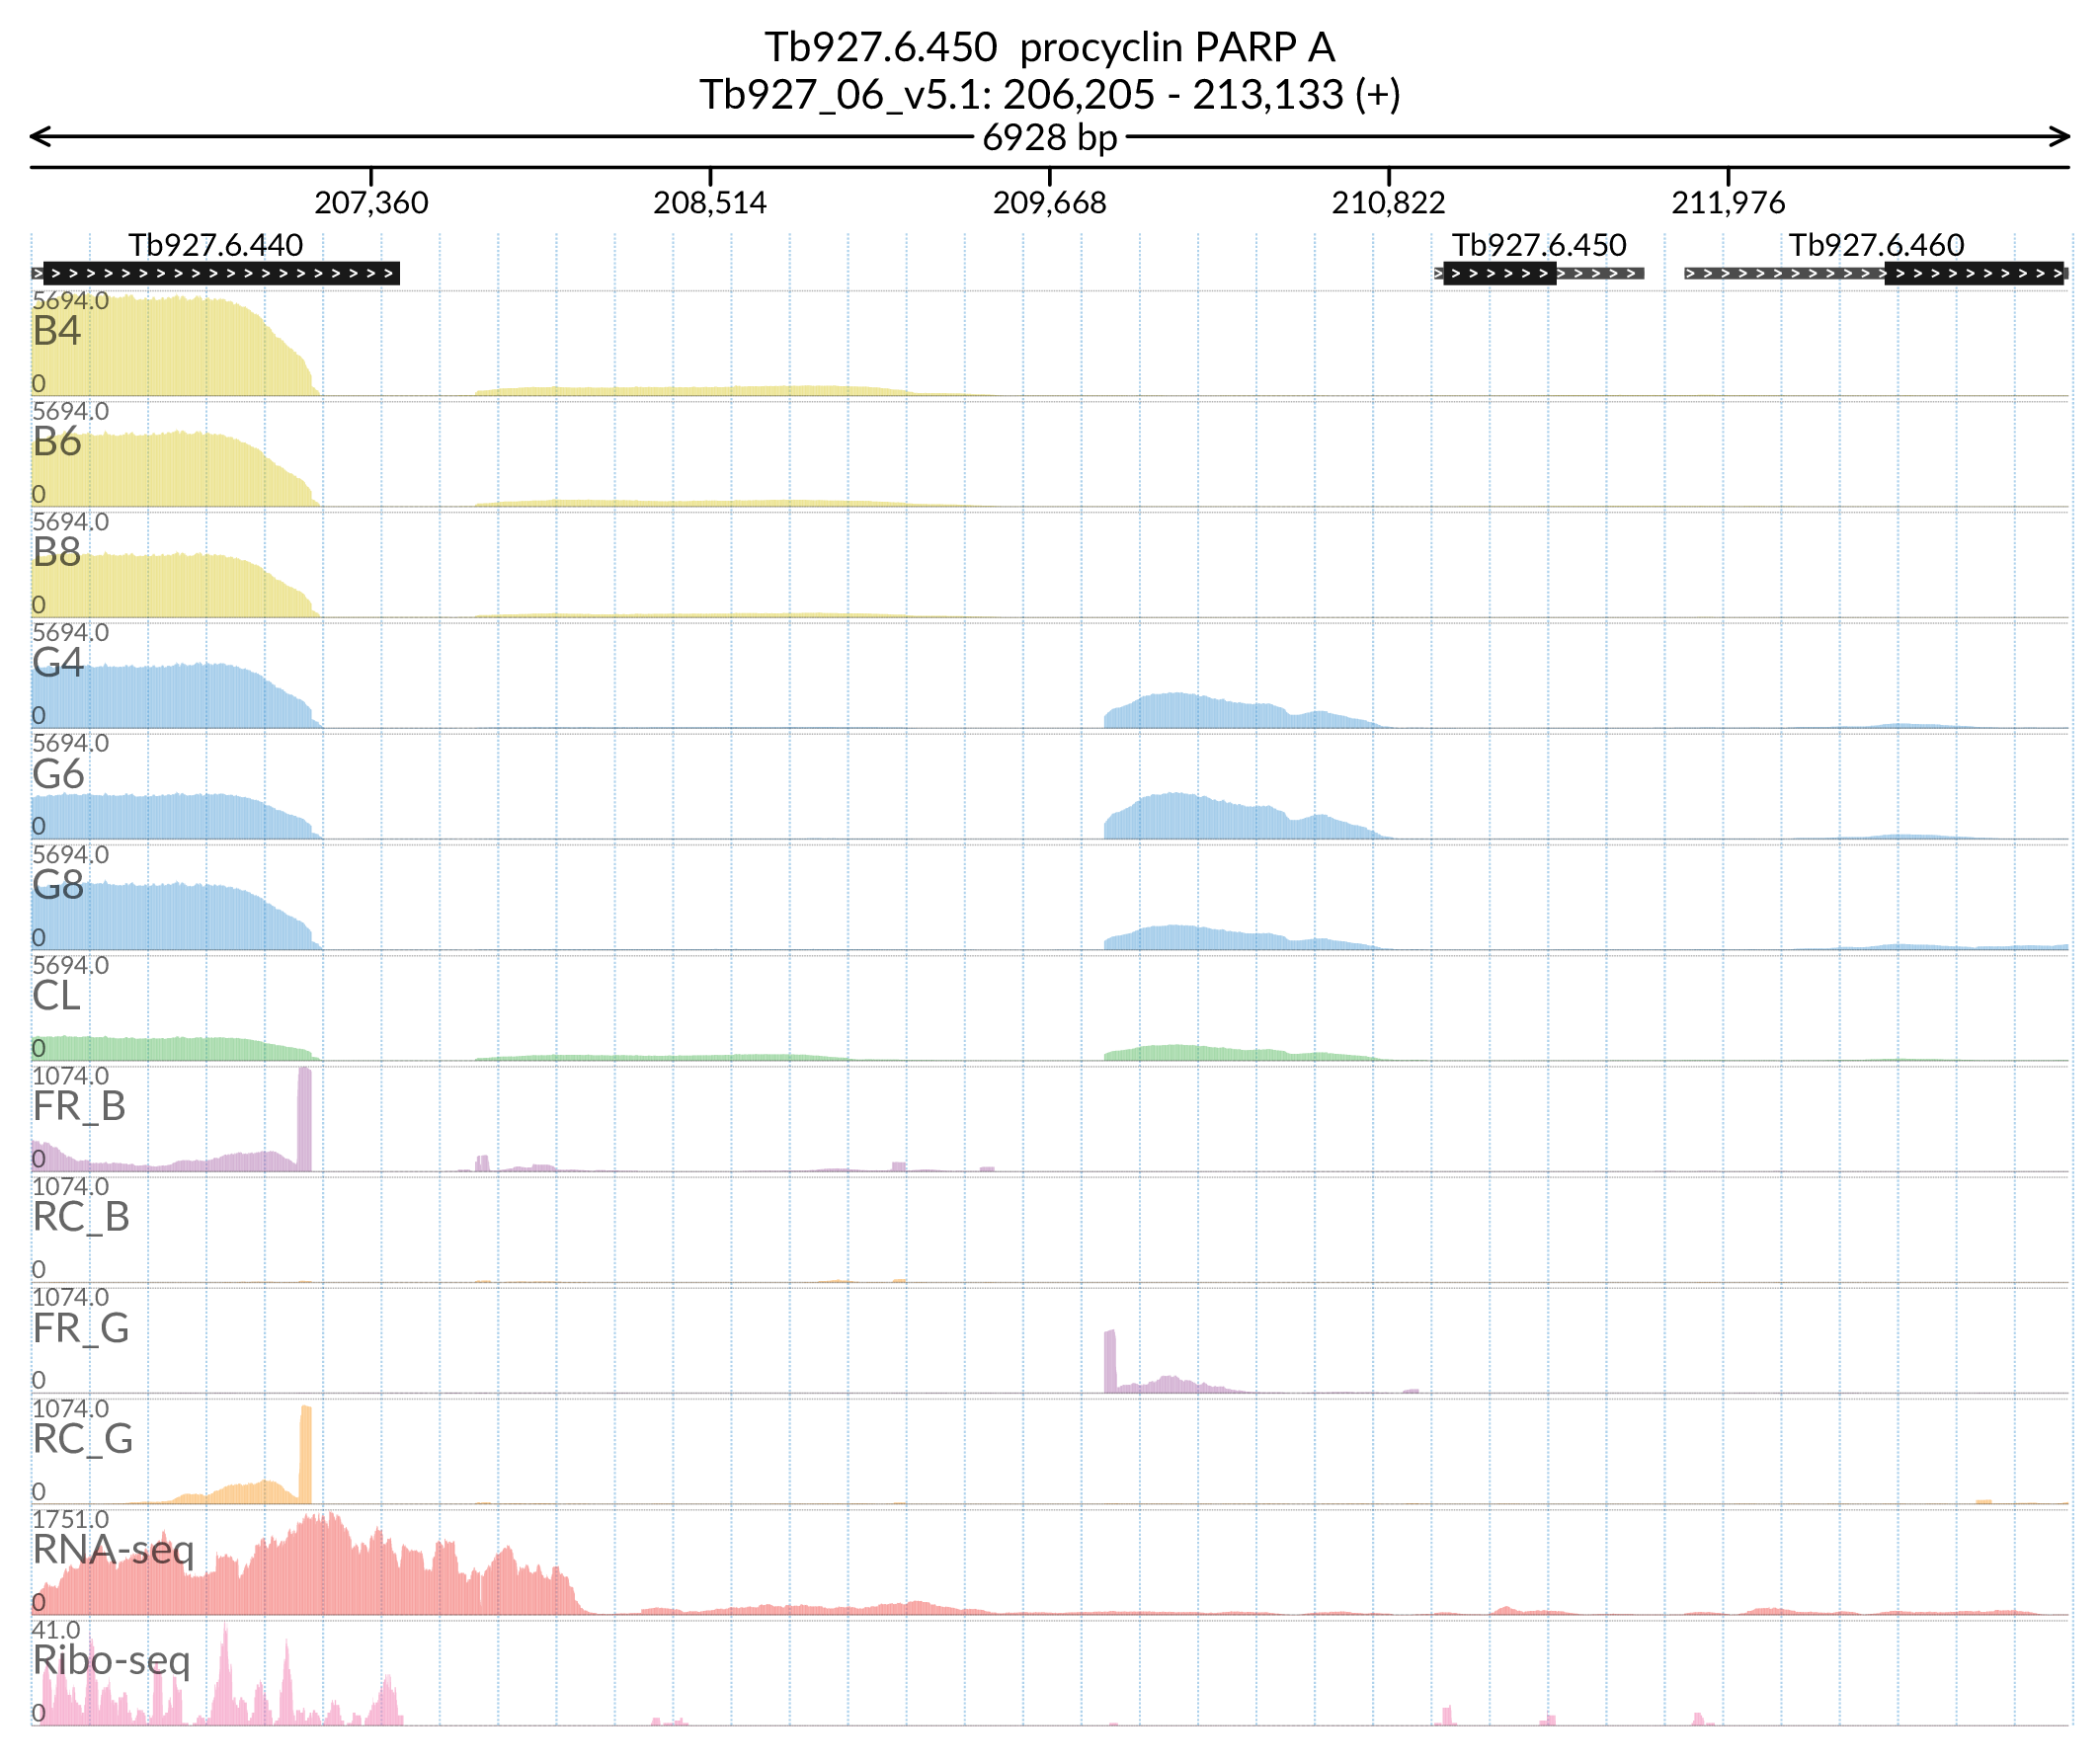 Tb927.6.450 procyclin PARP A
Tb927_06_v5.1: 206,205 - 213,133 (+)
6928 bp
207,360 208,514 209,668 210,822 211,976
Tb927.6.440 Tb927.6.450 Tb927.6.460
5694.0
B4
0
5694.0
B6
0
5694.0
B8
0
5694.0
G4
0
5694.0
G6
0
5694.0
G8
0
5694.0
CL
0
1074.0
FR_B
0
1074.0
RC_B
0
1074.0
FR_G
0
1074.0
RC_G
0
1751.0
RNA-seq
0
41.0
Ribo-seq
0